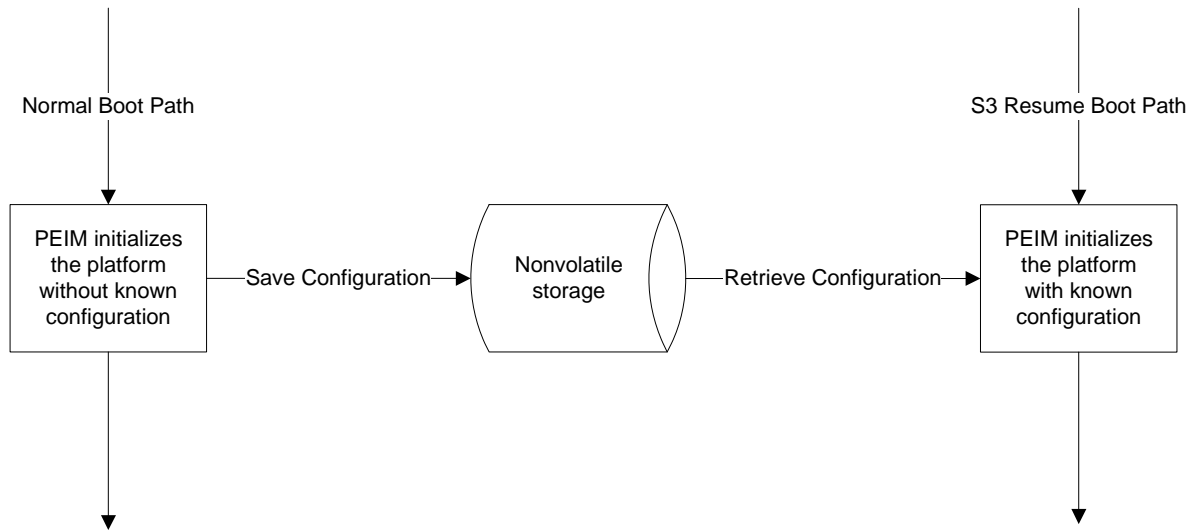 Normal Boot Path
S3 Resume Boot Path
PEIM initializes
the platform
without known
configuration
Save Configuration
Nonvolatile
storage
Retrieve Configuration
PEIM initializes
the platform
with known
configuration